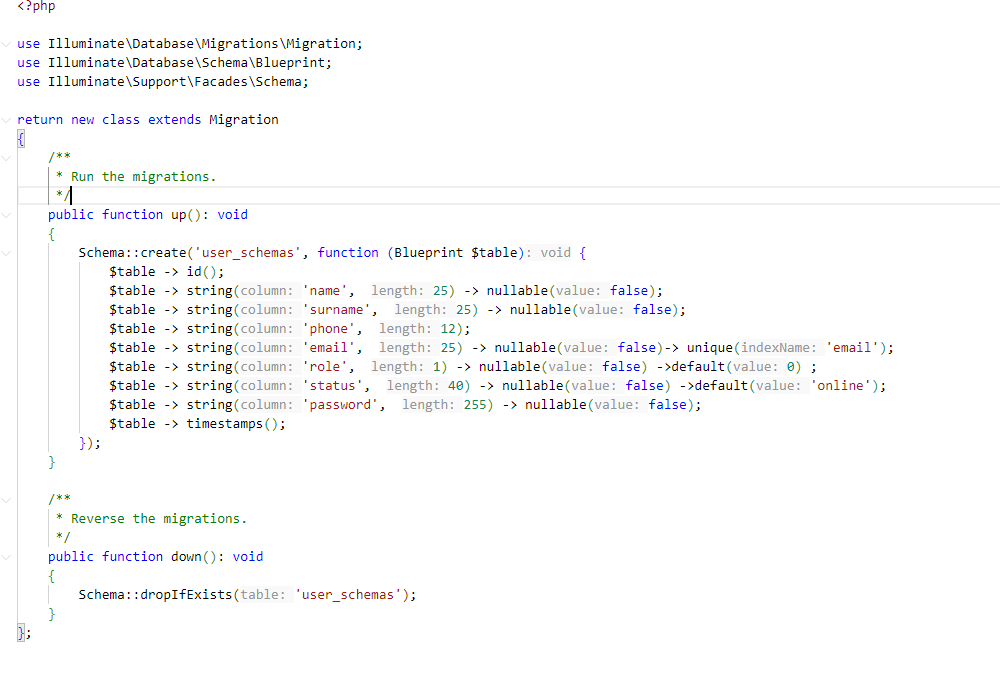 <?php
use Illuminate\Database\Migrations\Migration;
use Illuminate\Database\Schema\Blueprint;
use Illuminate\Support\Facades\Schema;
return new class extends Migration
{
/**
* Run the migrations.
*/
public function up(): void
{
Schema::create('user_schemas', function (Blueprint $table): void {
$table -> id();
$table -> string(column: 'name', length: 25) -> nullable(value: false);
$table -> string(column: 'surname', length: 25) -> nullable(value: false);
$table -> string(column: 'phone', length: 12);
$table -> string(column: 'email', length: 25) -> nullable(value: false)-> unique(indexName: 'email');
$table -> string(column: 'role', length: 1) -> nullable(value: false) ->default(value: 0) ;
$table -> string(column: 'status', length: 40) -> nullable(value: false) ->default(value: 'online');
$table -> string(column: 'password', length: 255) -> nullable(value: false);
$table -> timestamps();
});
}
/**
* Reverse the migrations.
*/
public function down(): void
{
Schema::dropIfExists(table: 'user_schemas');
}
};